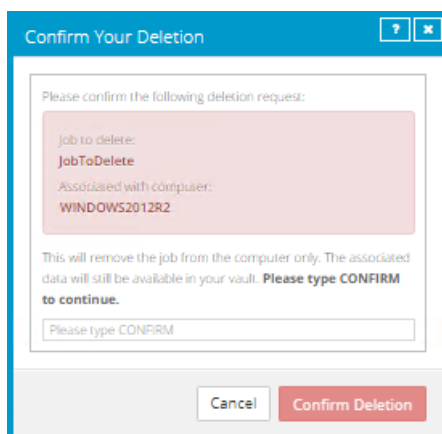 Confirm Your Deletion
? ×
Please confirm the following deletion request:
Job to delete:
JobToDelete
Associated with computer:
WINDOWS2012R2
This will remove the job from the computer only. The associated
data will still be available in your vault. Please type CONFIRM
to continue.
Please type CONFIRM
Cancel
Confirm Deletion